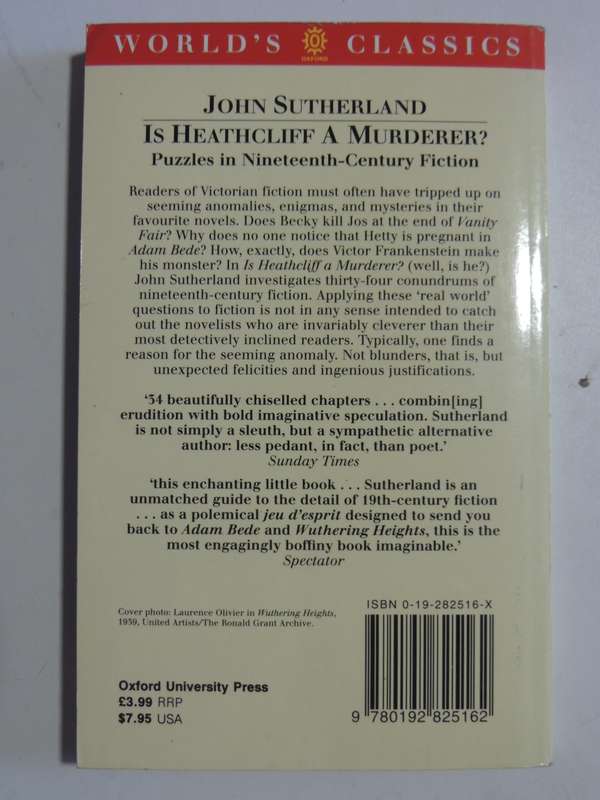 WORLD'S OXFORD CLASSICS
JOHN SUTHERLAND
IS HEATHCLIFF A MURDERER?
Puzzles in Nineteenth-Century Fiction
Readers of Victorian fiction must often have tripped up on
seeming anomalies, enigmas, and mysteries in their
favourite novels. Does Becky kill Jos at the end of Vanity
Fair? Why does no one notice that Hetty is pregnant in
Adam Bede? How, exactly, does Victor Frankenstein make
his monster? In Is Heathcliff a Murderer? (well, is he?)
John Sutherland investigates thirty-four conundrums of
nineteenth-century fiction. Applying these 'real world'
questions to fiction is not in any sense intended to catch
out the novelists who are invariably cleverer than their
most detectively inclined readers. Typically, one finds a
reason for the seeming anomaly. Not blunders, that is, but
unexpected felicities and ingenious justifications.
'34 beautifully chiselled chapters . . . combin[ing]
erudition with bold imaginative speculation. Sutherland
is not simply a sleuth, but a sympathetic alternative
author: less pedant, in fact, than poet.'
Sunday Times
'this enchanting little book . . . Sutherland is an
unmatched guide to the detail of 19th-century fiction
. . . as a polemical jeu d'esprit designed to send you
back to Adam Bede and Wuthering Heights, this is the
most engagingly boffiny book imaginable.'
Spectator
Cover photo: Laurence Olivier in Wuthering Heights,
1939, United Artists/The Ronald Grant Archive.
ISBN 0-19-282516-X
9 780192 825162
Oxford University Press
£3.99 RRP
$7.95 USA